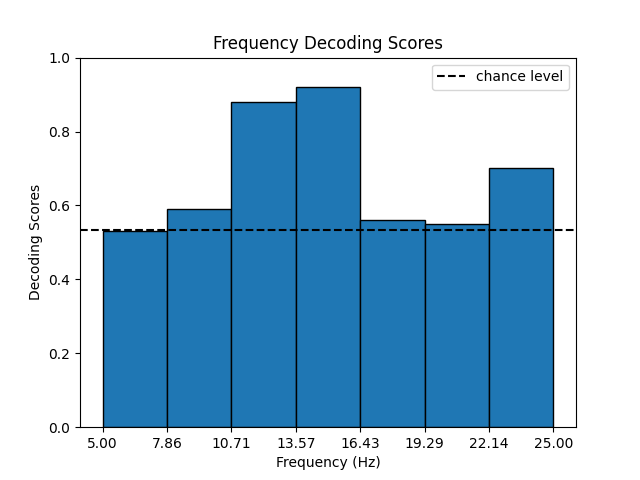 Frequency Decoding Scores
chance level
1.0
0.8
0.6
0.4
0.2
0.0
Decoding Scores
5.00 7.86 10.71 13.57 16.43 19.29 22.14 25.00
Frequency (Hz)